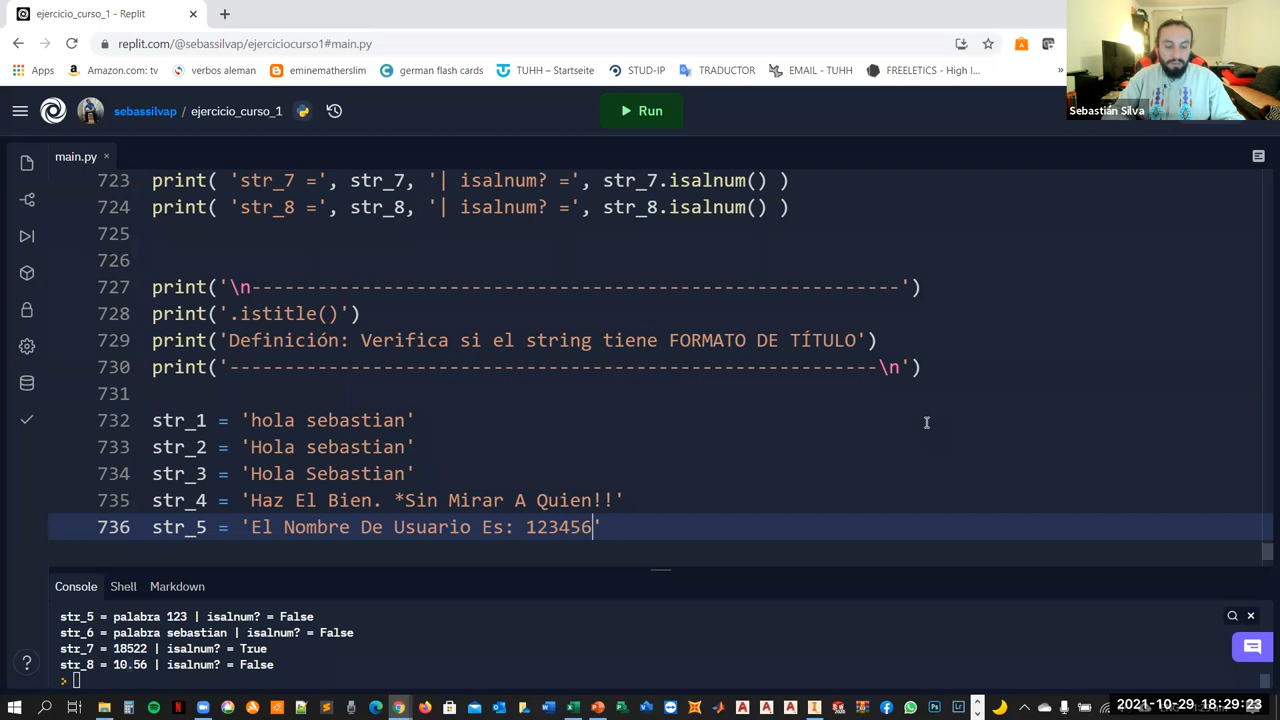 ejercicio_curso_1 - Replit
replit.com/@sebassilvap/ejerciciocurso1#main.py
Apps
Amazon.com: tv
verbos aleman
eminematherslim
german flash cards
TUHH – Startseite
STUD-IP
TRADUCTOR
EMAIL - TUHH
FREELETICS - High I...
»
Sebastián Silva
sebassilvap / ejercicio_curso_1
Run
main.py
723 print( 'str_7 =', str_7, '| isalnum? =', str_7.isalnum() )
724 print( 'str_8 =', str_8, '| isalnum? =', str_8.isalnum() )
725
726
727 print('\n-----------------------------------------------------------')
728 print('.istitle()')
729 print('Definición: Verifica si el string tiene FORMATO DE TÍTULO')
730 print('-----------------------------------------------------------\n')
731
732 str_1 = 'hola sebastian'
733 str_2 = 'Hola sebastian'
734 str_3 = 'Hola Sebastian'
735 str_4 = 'Haz El Bien. *Sin Mirar A Quien!!'
736 str_5 = 'El Nombre De Usuario Es: 123456'
Console
Shell
Markdown
str_5 = palabra 123 | isalnum? = False
str_6 = palabra sebastian | isalnum? = False
str_7 = 18522 | isalnum? = True
str_8 = 10.56 | isalnum? = False
>
2021-10-29 18:29:23